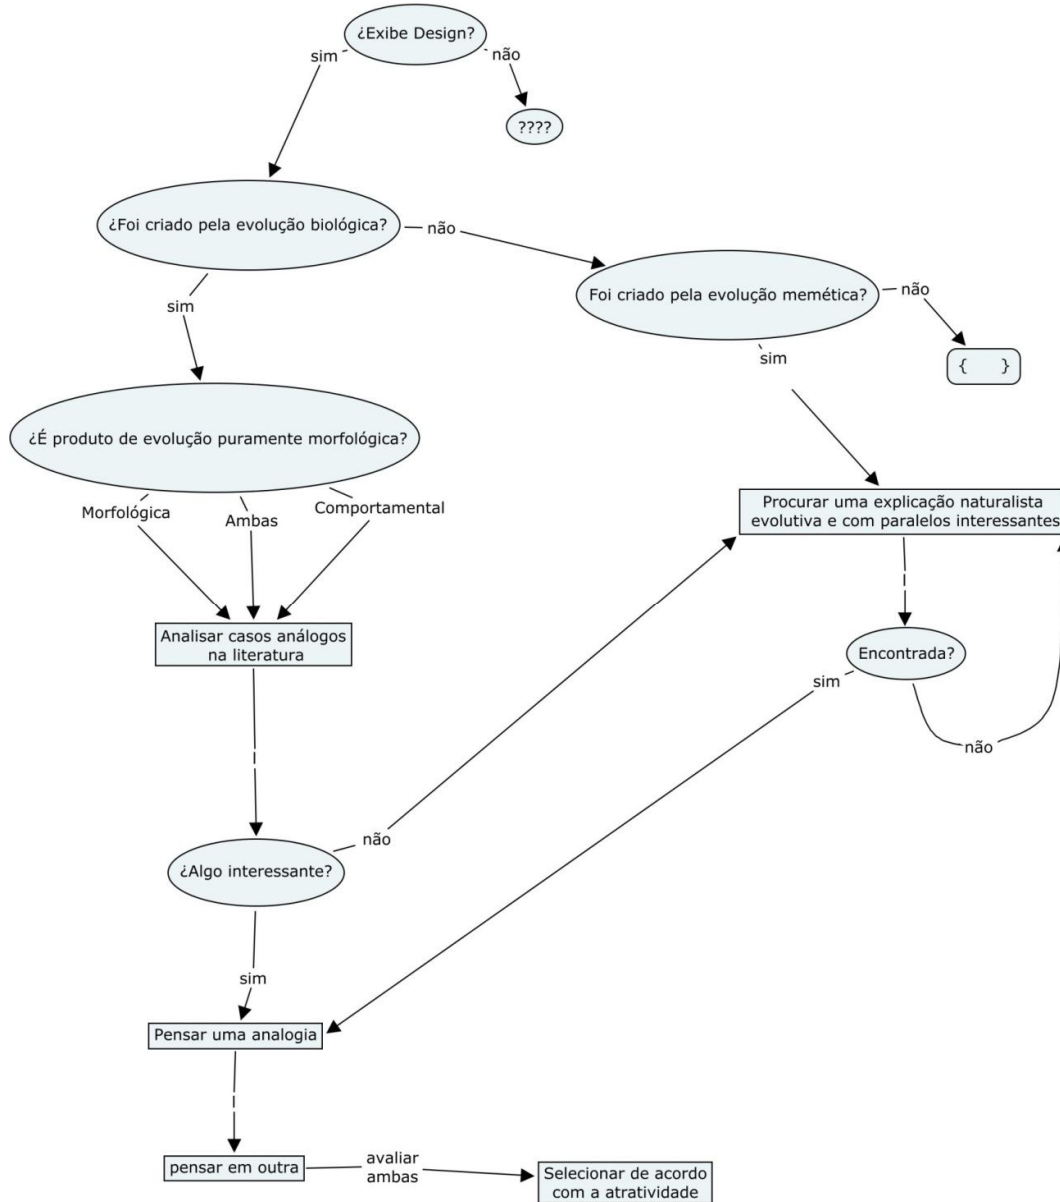 ¿Exibe Design?
sim
não
????
¿Foi criado pela evolução biológica?
não
Foi criado pela evolução memética?
não
sim
sim
{ }
¿É produto de evolução puramente morfológica?
Morfológica
Ambas
Comportamental
Procurar uma explicação naturalista
evolutiva e com paralelos interessantes
Analisar casos análogos
na literatura
Encontrada?
sim
não
não
¿Algo interessante?
sim
Pensar uma analogia
pensar em outra
avaliar
ambas
Selecionar de acordo
com a atratividade